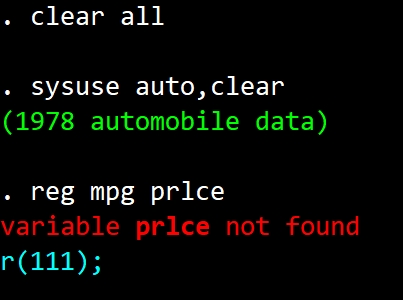 . clear all
. sysuse auto,clear
(1978 automobile data)
. reg mpg prlce
variable prlce not found
r(111);